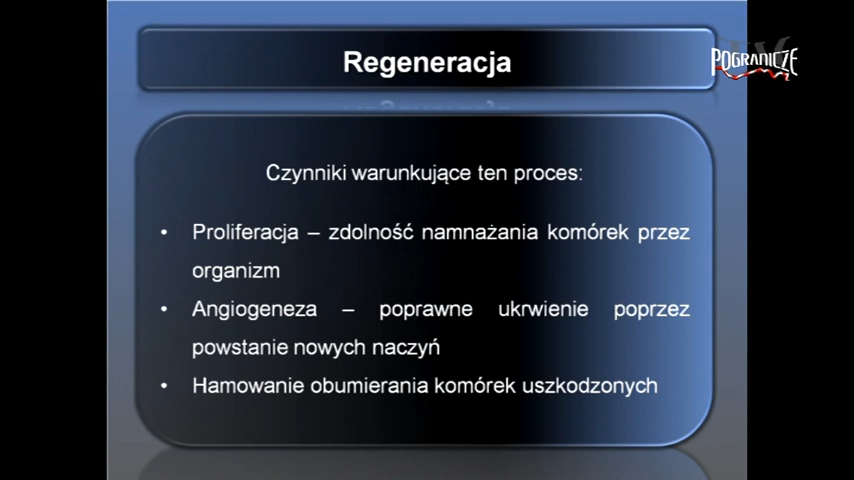 Regeneracja
TV
POGRANICZE
Czynniki warunkujące ten proces:
• Proliferacja – zdolność namnażania komórek przez
organizm
• Angiogeneza – poprawne ukrwienie poprzez
powstanie nowych naczyń
• Hamowanie obumierania komórek uszkodzonych